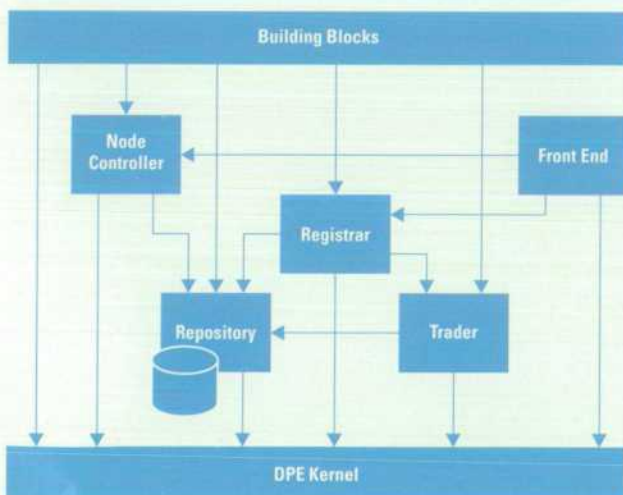 Building Blocks
Node
Controller
Front End
Registrar
Repository
Trader
DPE Kernel